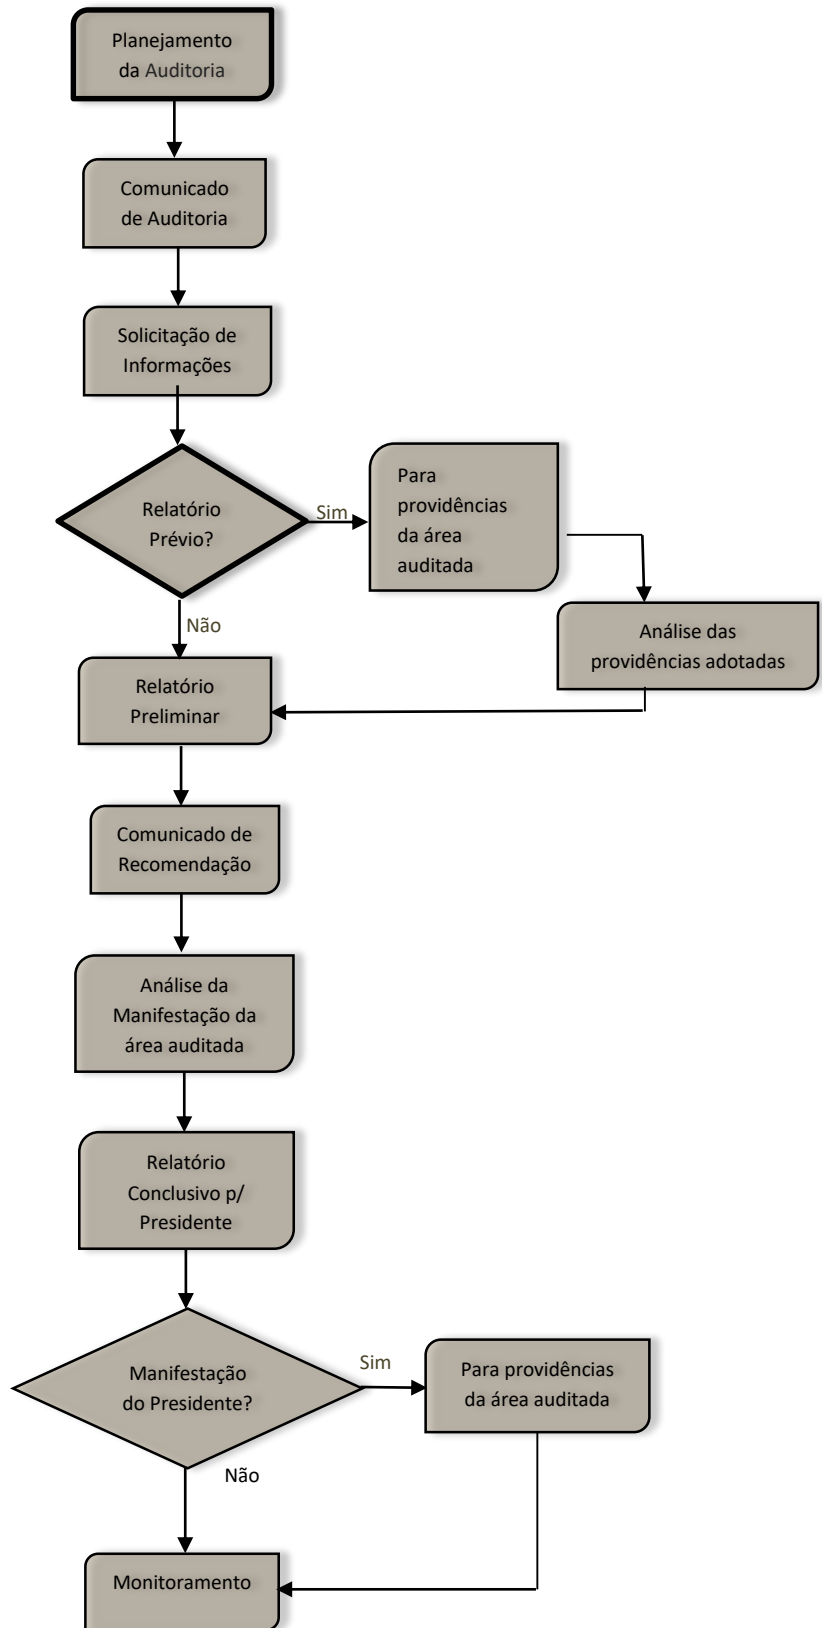 Planejamento
da Auditoria
Comunicado
de Auditoria
Solicitação de
Informações
Relatório
Prévio?
Sim
Para
providências
da área
auditada
Análise das
providências adotadas
Não
Relatório
Preliminar
Comunicado de
Recomendação
Análise da
Manifestação da
área auditada
Relatório
Conclusivo p/
Presidente
Manifestação
do Presidente?
Sim
Para providências
da área auditada
Não
Monitoramento